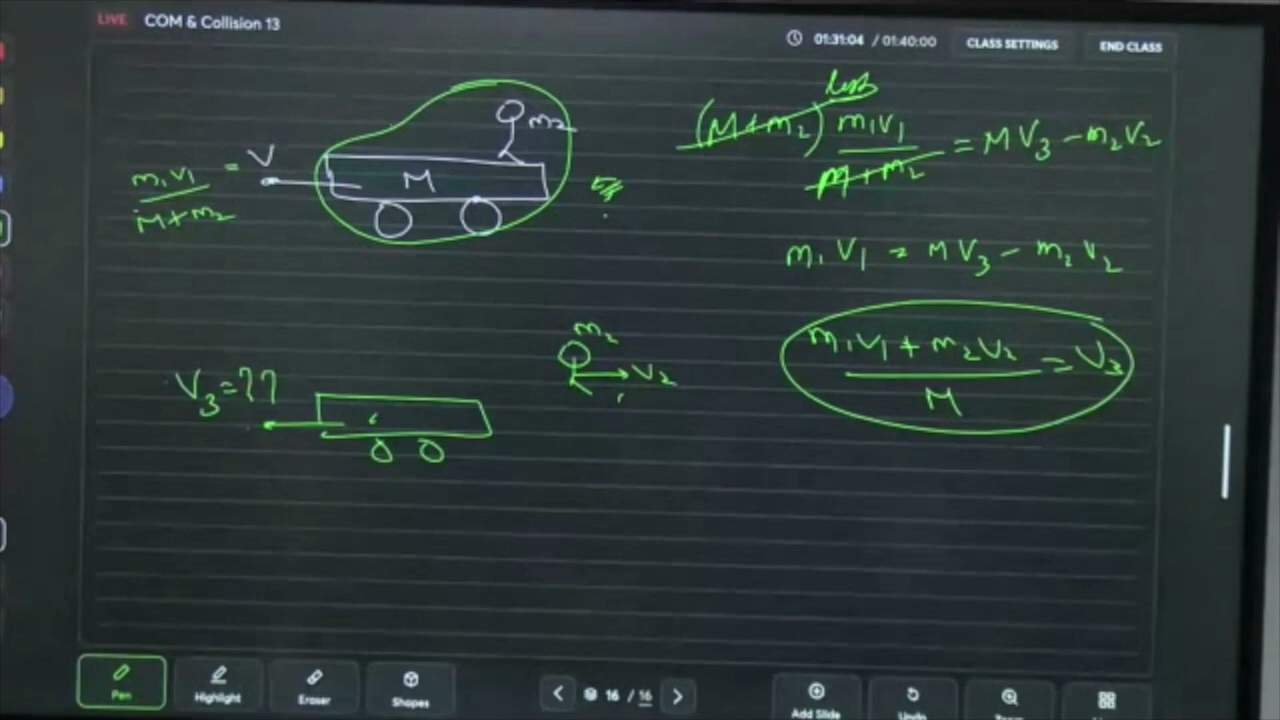 LIVE COM & Collision 13
01:31:04 / 01:40:00 CLASS SETTINGS END CLASS
m₂
M
m₁V₁ / M+m₂ = V
(M+m₂) m₁V₁ / M+m₂ = MV₃ - m₂V₂
m₁V₁ = MV₃ - m₂V₂
m₁V₁ + m₂V₂ / M = V₃
m₂
V₂
V₃=??
Pen Highlight Eraser Shapes
16 / 16
Add Slide Undo